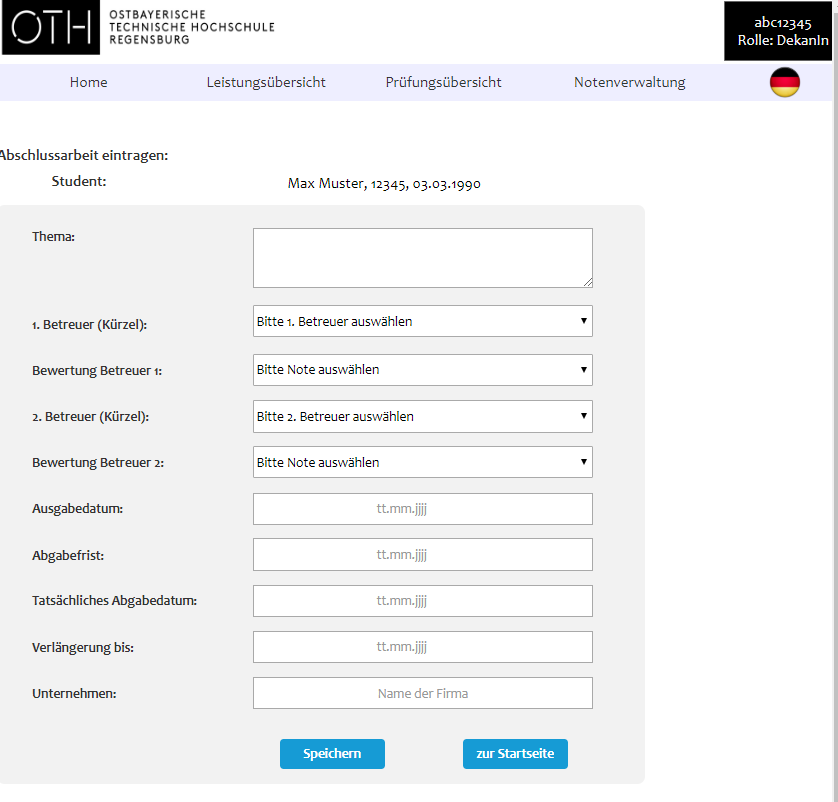 OTH
OSTBAYERISCHE
TECHNISCHE HOCHSCHULE
REGENSBURG
abc12345
Rolle: DekanIn
Home Leistungsübersicht Prüfungsübersicht Notenverwaltung
Abschlussarbeit eintragen:
Student: Max Muster, 12345, 03.03.1990
Thema:
1. Betreuer (Kürzel): Bitte 1. Betreuer auswählen
Bewertung Betreuer 1: Bitte Note auswählen
2. Betreuer (Kürzel): Bitte 2. Betreuer auswählen
Bewertung Betreuer 2: Bitte Note auswählen
Ausgabedatum: tt.mm.jjjj
Abgabefrist: tt.mm.jjjj
Tatsächliches Abgabedatum: tt.mm.jjjj
Verlängerung bis: tt.mm.jjjj
Unternehmen: Name der Firma
Speichern zur Startseite